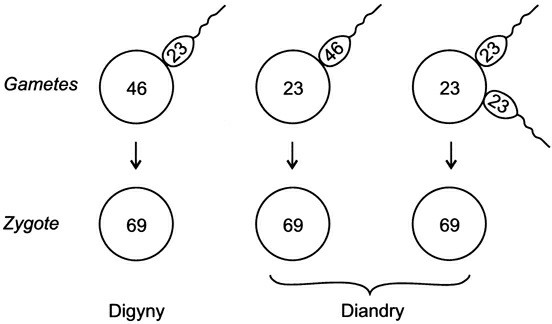 23 46 23
Gametes 46 23 23
23
Zygote 69 69 69
Digyny Diandry